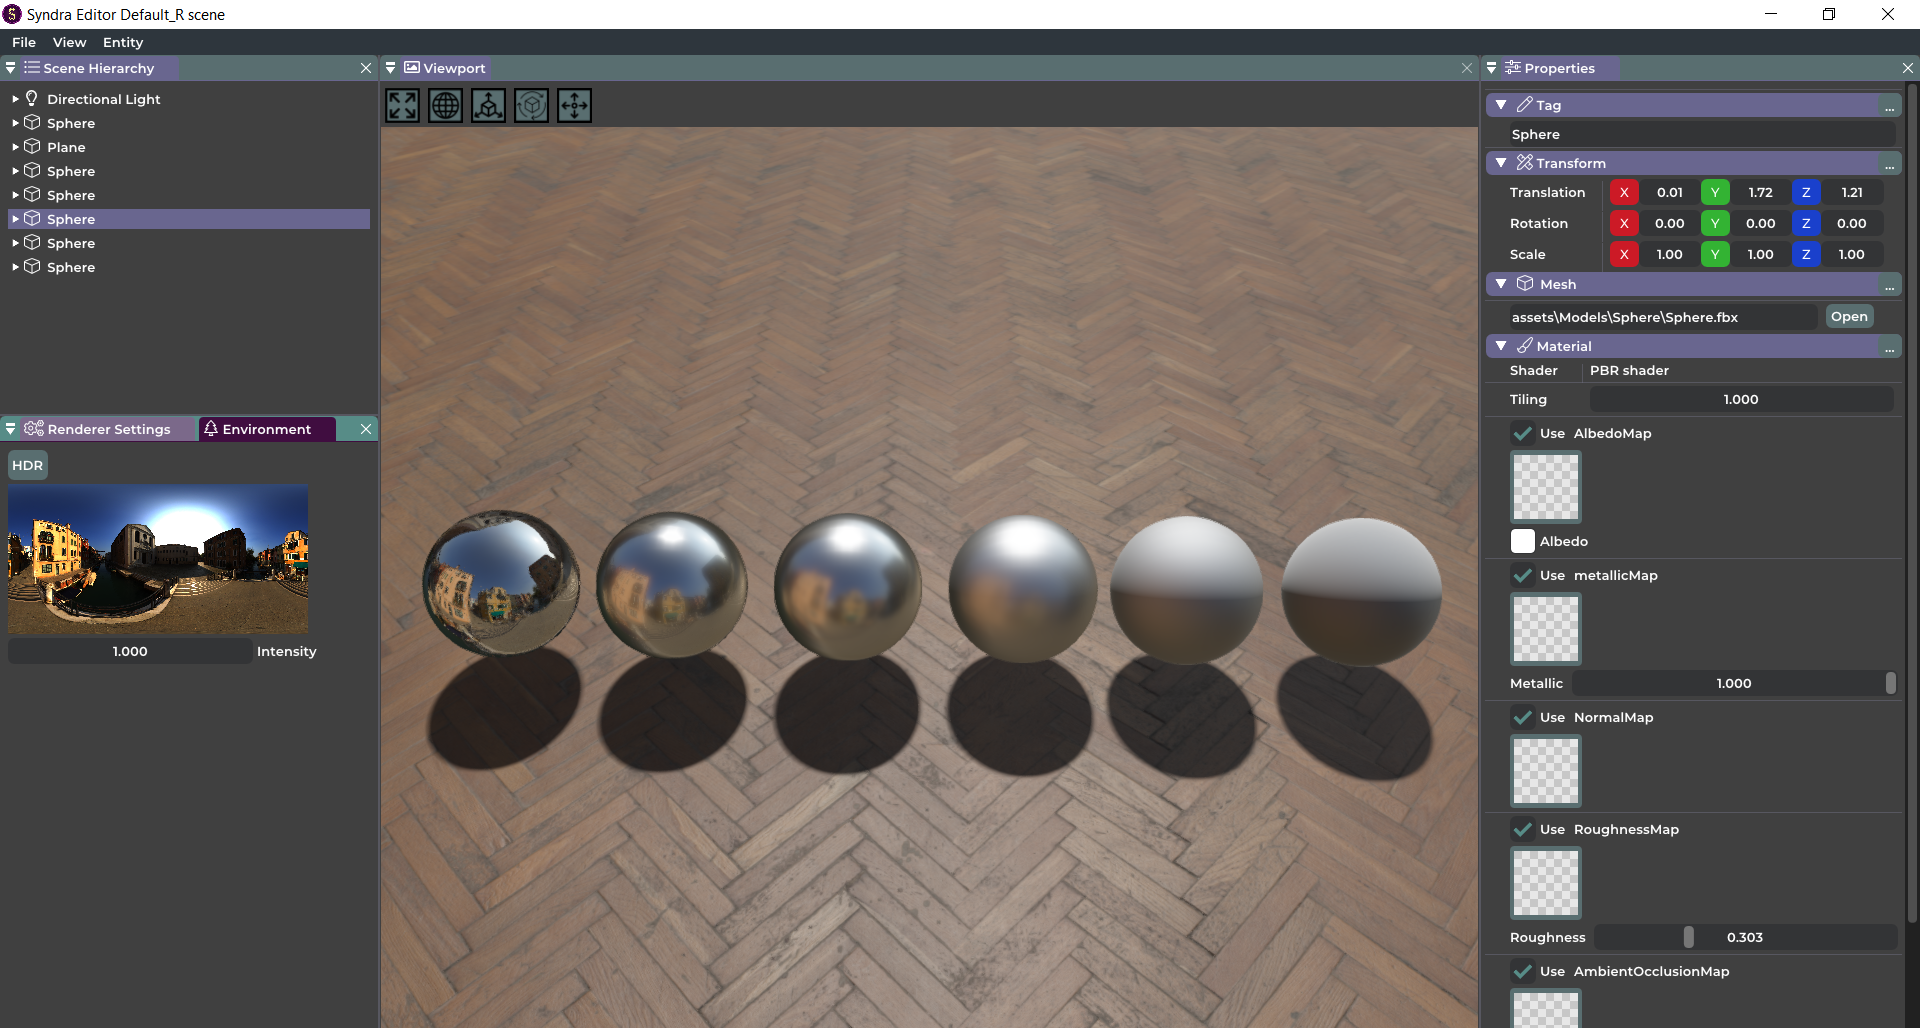 Syndra Editor Default_R scene
File View Entity
Scene Hierarchy
Directional Light
Sphere
Plane
Sphere
Sphere
Sphere
Sphere
Sphere
Renderer Settings Environment
HDR
1.000 Intensity
Viewport
Properties
Tag ...
Sphere
Transform ...
Translation X 0.01 Y 1.72 Z 1.21
Rotation X 0.00 Y 0.00 Z 0.00
Scale X 1.00 Y 1.00 Z 1.00
Mesh ...
assets\Models\Sphere\Sphere.fbx Open
Material ...
Shader PBR shader
Tiling 1.000
Use AlbedoMap
Albedo
Use metallicMap
Metallic 1.000
Use NormalMap
Use RoughnessMap
Roughness 0.303
Use AmbientOcclusionMap